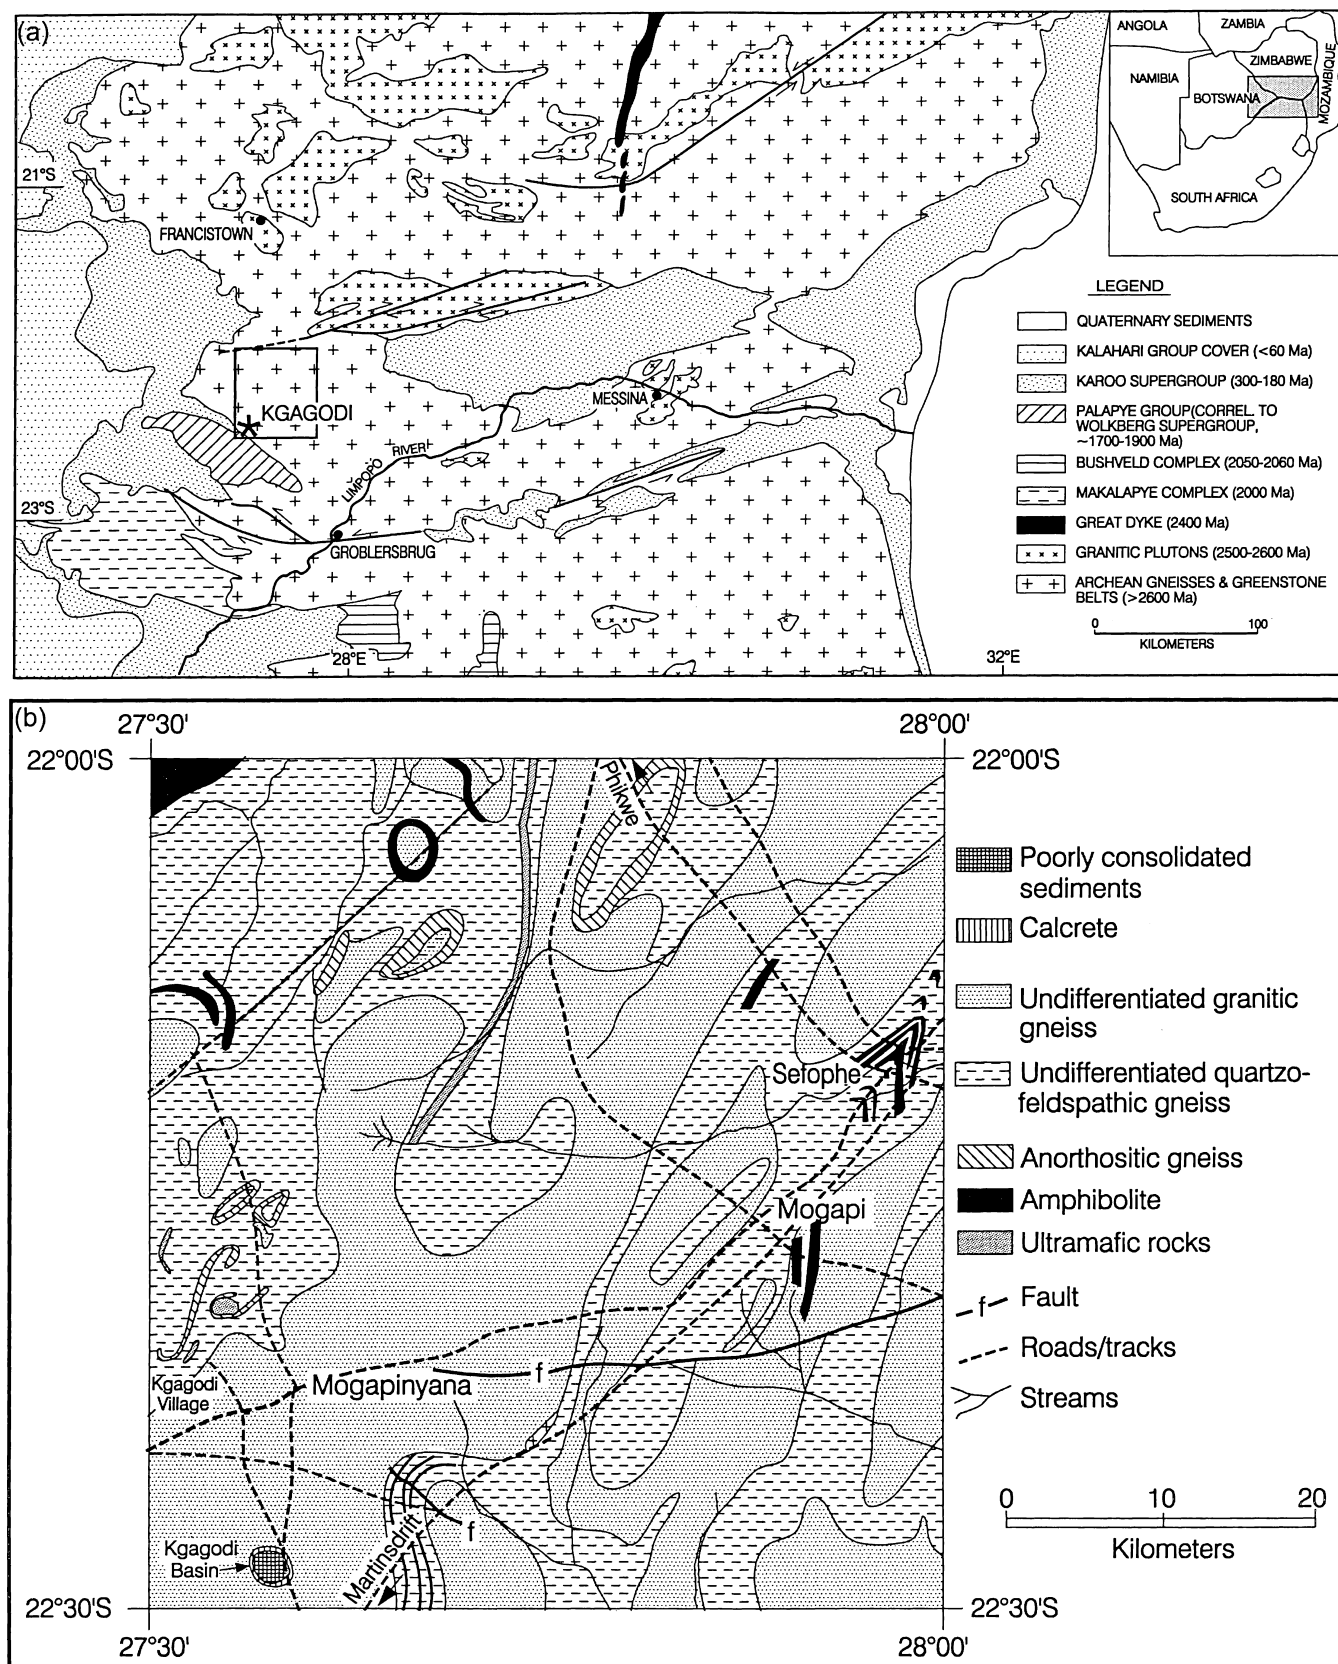 (a)
ANGOLA
ZAMBIA
ZIMBABWE
NAMIBIA
BOTSWANA
MOZAMBIQUE
SOUTH AFRICA
21°S
FRANCISTOWN
KGAGODI
MESSINA
LIMPOPO RIVER
23°S
GROBLERSBRUG
28°E
32°E
LEGEND
QUATERNARY SEDIMENTS
KALAHARI GROUP COVER (<60 Ma)
KAROO SUPERGROUP (300-180 Ma)
PALAPYE GROUP(CORREL. TO
WOLKBERG SUPERGROUP,
~1700-1900 Ma)
BUSHVELD COMPLEX (2050-2060 Ma)
MAKALAPYE COMPLEX (2000 Ma)
GREAT DYKE (2400 Ma)
GRANITIC PLUTONS (2500-2600 Ma)
ARCHEAN GNEISSES & GREENSTONE
BELTS (>2600 Ma)
0 100
KILOMETERS
(b)
27°30' 28°00'
22°00'S 22°00'S
Phikwe
Sefophe
Mogapi
Mogapinyana
f
Kgagodi
Village
f
Kgagodi
Basin
Martinsdrift
22°30'S 22°30'S
27°30' 28°00'
Poorly consolidated
sediments
Calcrete
Undifferentiated granitic
gneiss
Undifferentiated quartzo-
feldspathic gneiss
Anorthositic gneiss
Amphibolite
Ultramafic rocks
f Fault
Roads/tracks
Streams
0 10 20
Kilometers